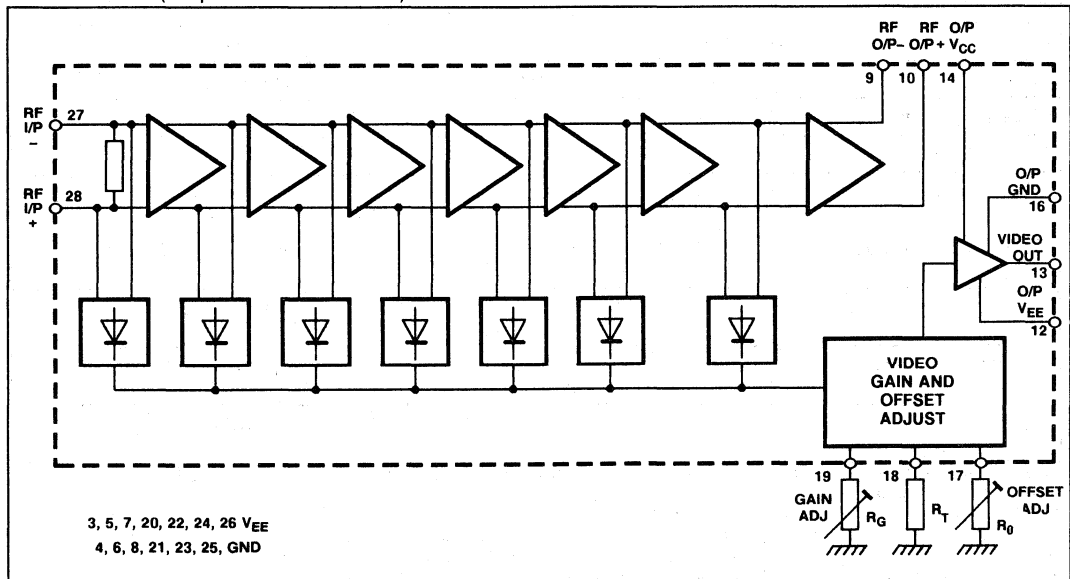 RF RF O/P
O/P- O/P + VCC
9 10 14
RF
I/P
−
27
RF
I/P
+
28
O/P
GND
16
VIDEO
OUT
13
O/P
VEE
12
VIDEO
GAIN AND
OFFSET
ADJUST
19 18 17
GAIN
ADJ
RG
RT
OFFSET
ADJ
R0
3, 5, 7, 20, 22, 24, 26 VEE
4, 6, 8, 21, 23, 25, GND